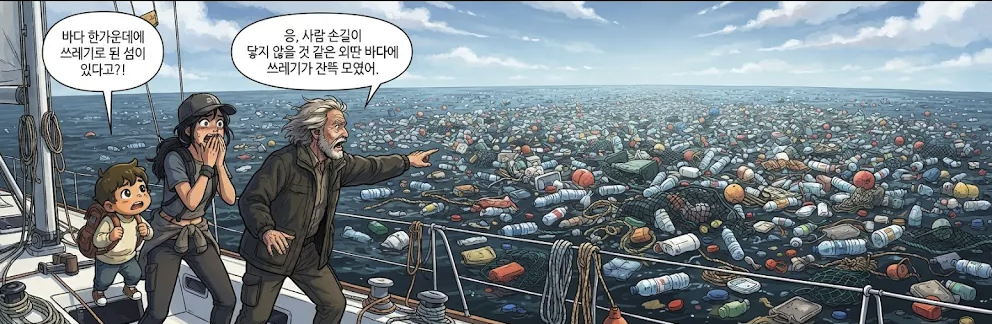 바다 한가운데에
쓰레기로 된 섬이
있다고?!
응, 사람 손길이
닿지 않을 것 같은 외딴 바다에
쓰레기가 잔뜩 모였어.